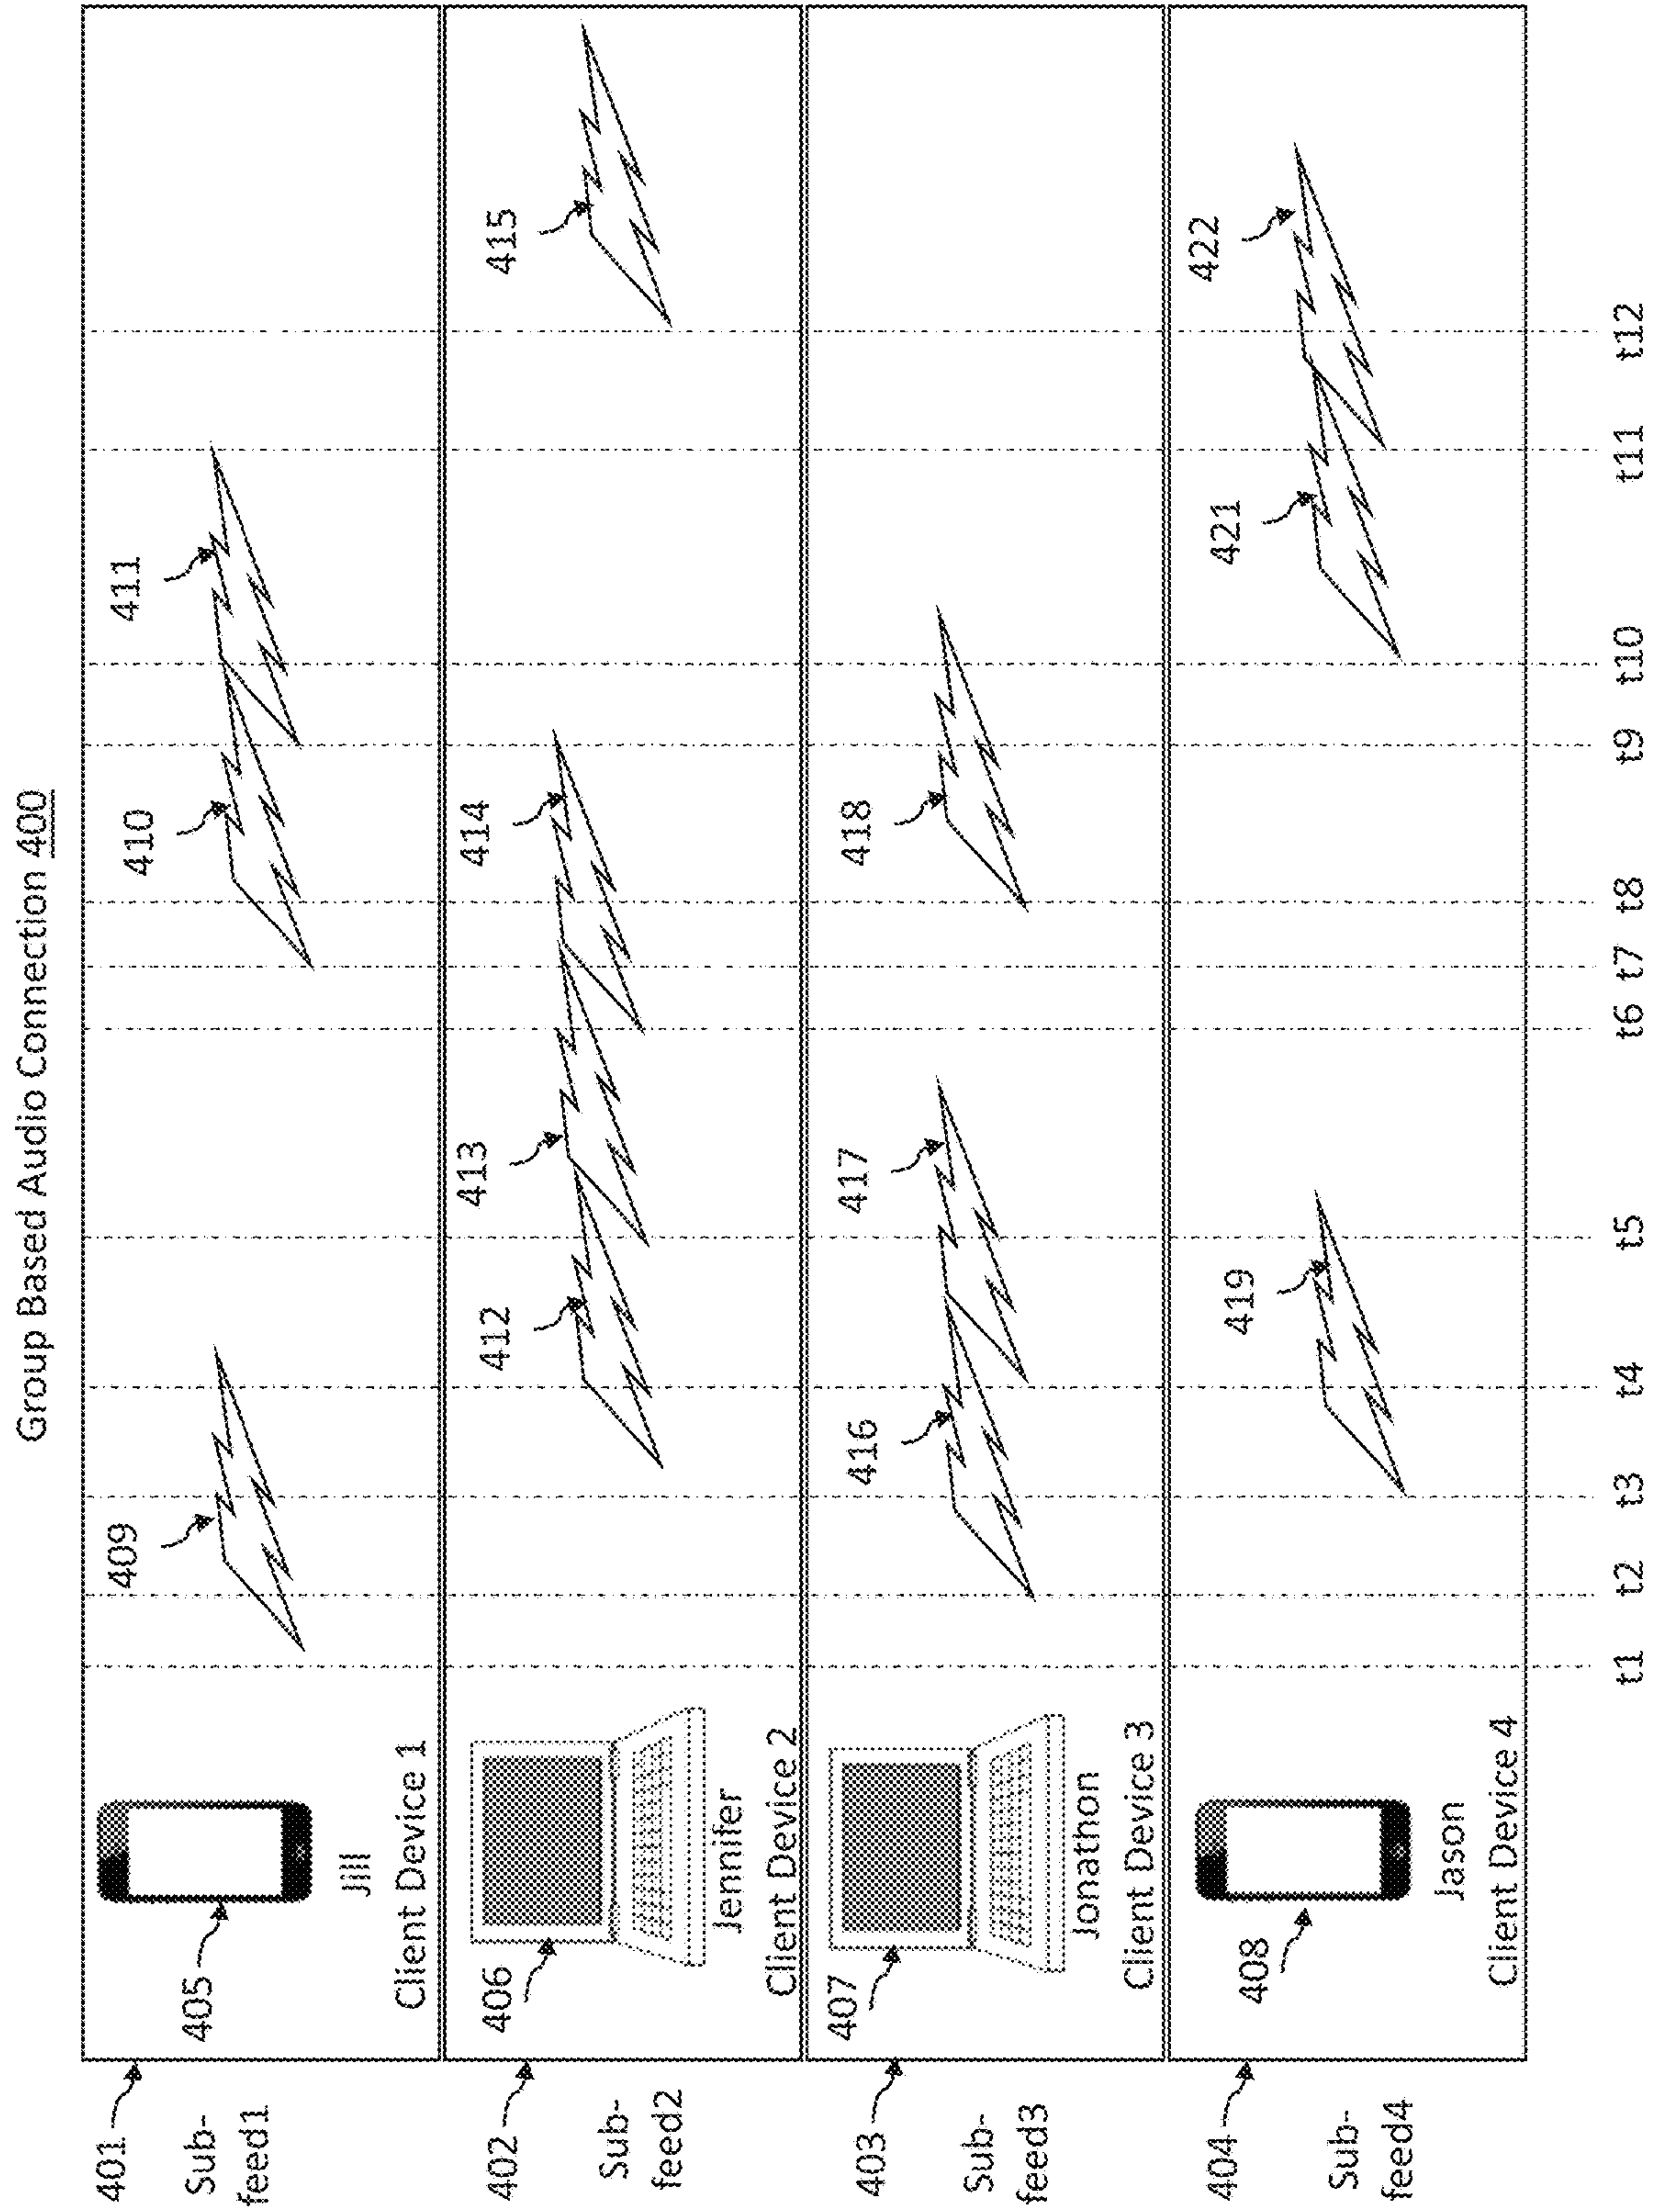 Group Based Audio Connection 400
401
Sub-
feed1
405
Jill
Client Device 1
409
410
411
402
Sub-
feed2
406
Jennifer
Client Device 2
412
413
414
415
403
Sub-
feed3
407
Jonathon
Client Device 3
416
417
418
404
Sub-
feed4
408
Jason
Client Device 4
419
421
422
t1 t2 t3 t4 t5 t6 t7 t8 t9 t10 t11 t12